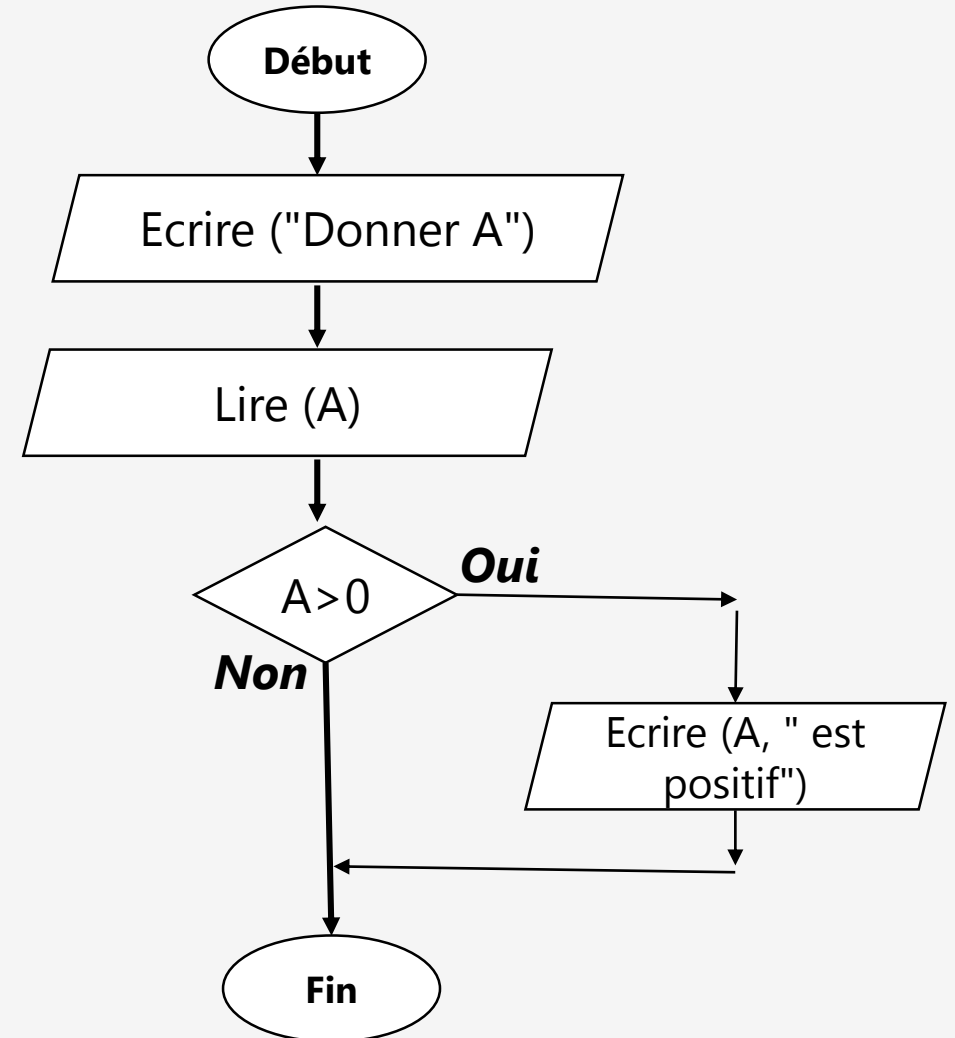 Début
Ecrire ("Donner A")
Lire (A)
A>0
Oui
Non
Ecrire (A, " est
positif")
Fin